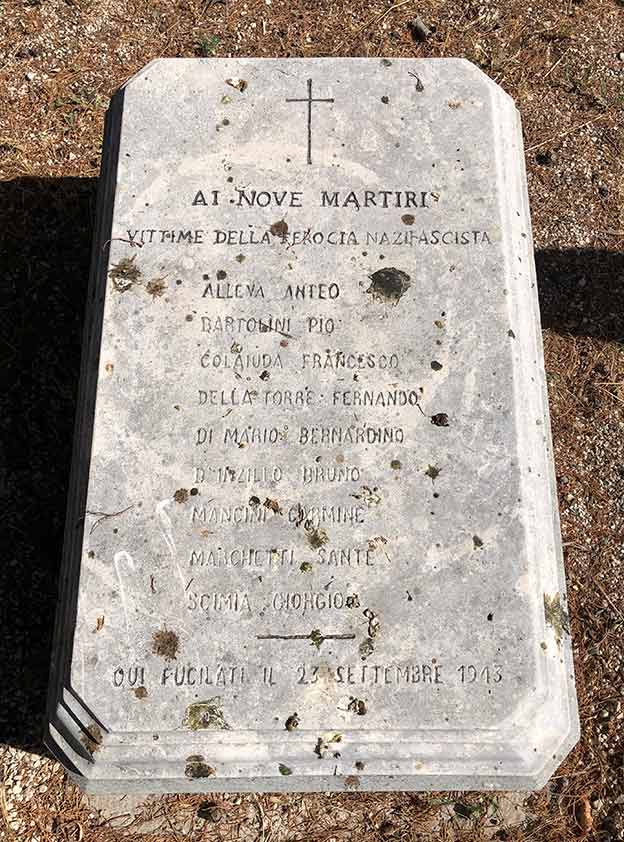 AI NOVE MARTIRI
VITTIME DELLA FEROCIA NAZIFASCISTA
ALLEVA ANTEO
BARTOLINI PIO
COLAIUDA FRANCESCO
DELLA TORRE FERNANDO
DI MARIO BERNARDINO
D'INZILLO BRUNO
MANCINI CARMINE
MARCHETTI SANTE
SCIMIA GIORGIO
QUI FUCILATI IL 23 SETTEMBRE 1943